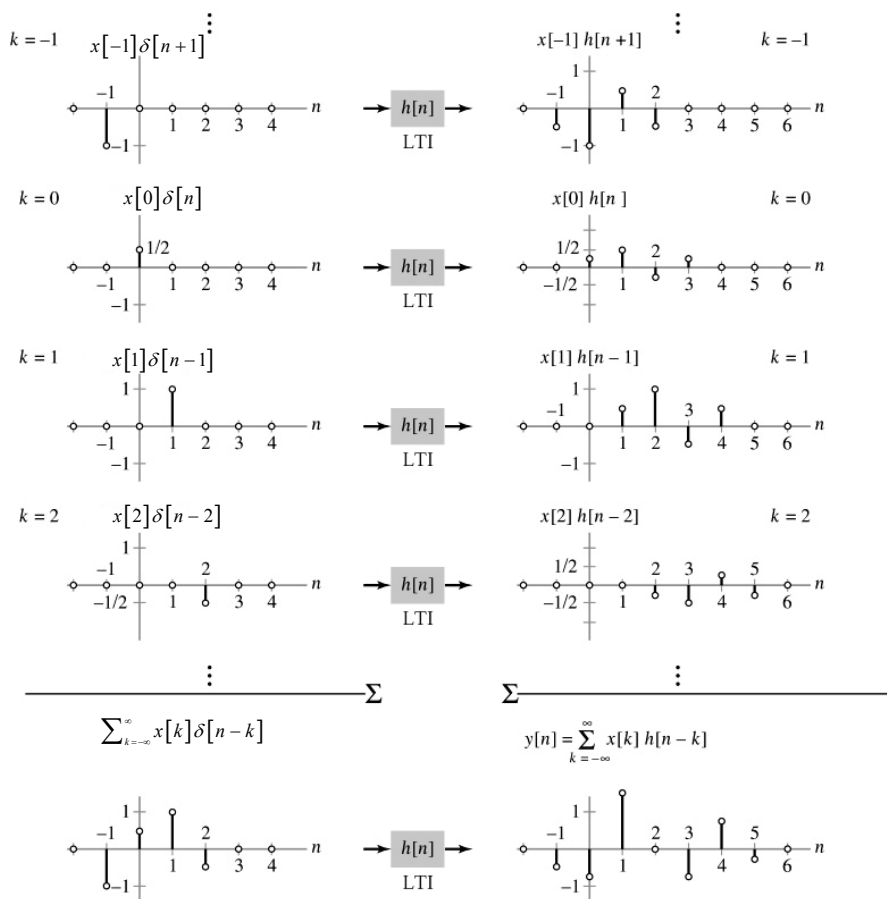 k = −1 x[−1]δ[n+1] x[−1] h[n +1] k = −1
1
−1 −1 2
n h[n] n
1 2 3 4 1 3 4 5 6
−1 LTI −1
k = 0 x[0]δ[n] x[0] h[n ] k = 0
1/2 1/2 2
n h[n] n
−1 1 2 3 4 −1/2 1 3 4 5 6
−1 LTI
k = 1 x[1]δ[n−1] x[1] h[n − 1] k = 1
1 1
−1 3
n h[n] n
−1 1 2 3 4 1 2 4 5 6
−1 LTI −1
k = 2 x[2]δ[n−2] x[2] h[n − 2] k = 2
1
−1 2 1/2 2 3 5
n h[n] n
−1/2 1 3 4 −1/2 1 4 6
LTI
Σ Σ
∑_{k=−∞}^{∞} x[k]δ[n−k] y[n] = Σ_{k = −∞}^{∞} x[k] h[n − k]
1 1
−1 2 −1 2 3 5
n h[n] n
1 3 4 1 4 6
−1 LTI −1